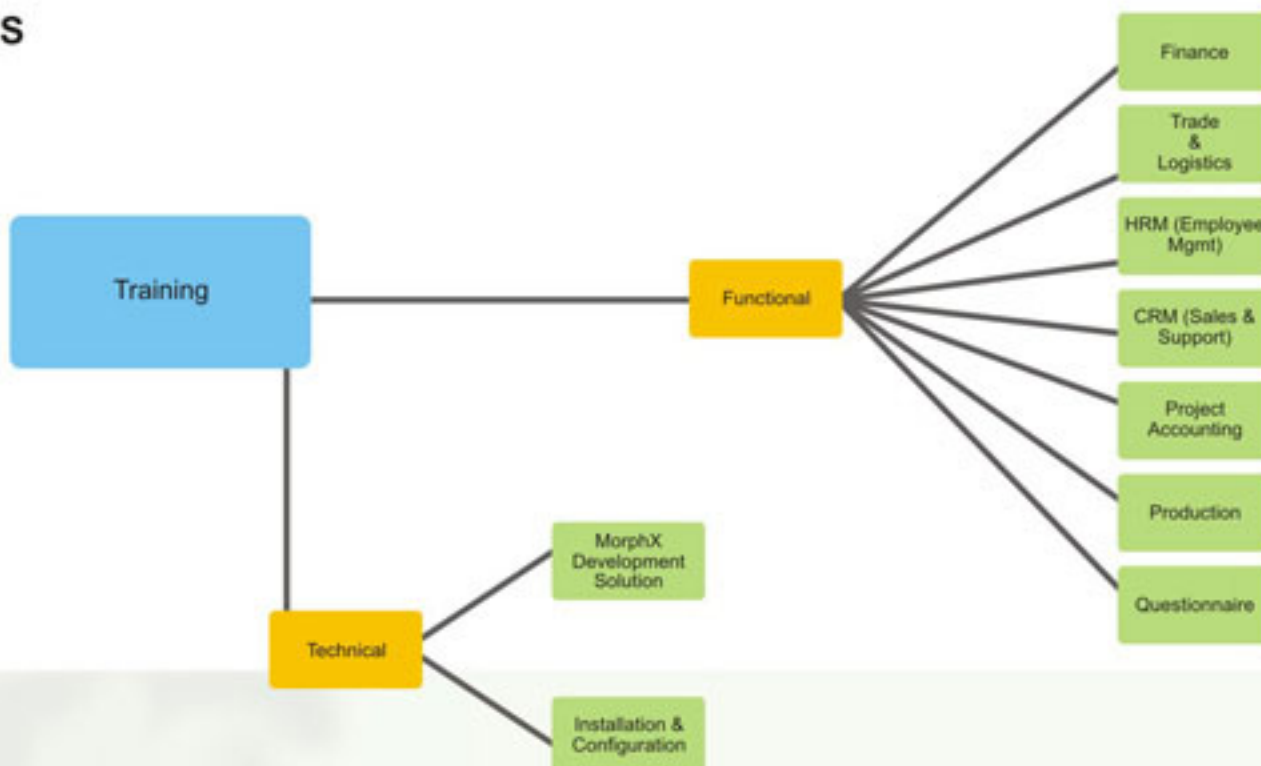 s
Finance
Trade
&
Logistics
HRM (Employee
Mgmt)
Training
Functional
CRM (Sales &
Support)
Project
Accounting
Production
MorphX
Development
Solution
Questionnaire
Technical
Installation &
Configuration